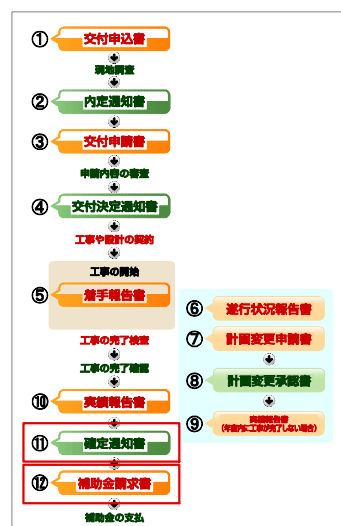 ① 交付申込書
現地調査
② 内定通知書
③ 交付申請書
申請内容の審査
④ 交付決定通知書
工事や設計の契約
工事の開始
⑤ 着手報告書
工事の完了検査
工事の完了確認
⑩ 実績報告書
⑪ 確定通知書
⑫ 補助金請求書
補助金の支払
⑥ 遂行状況報告書
⑦ 計画変更申請書
⑧ 計画変更承認書
⑨ 実績報告書
(年度内に工事が完了しない場合)